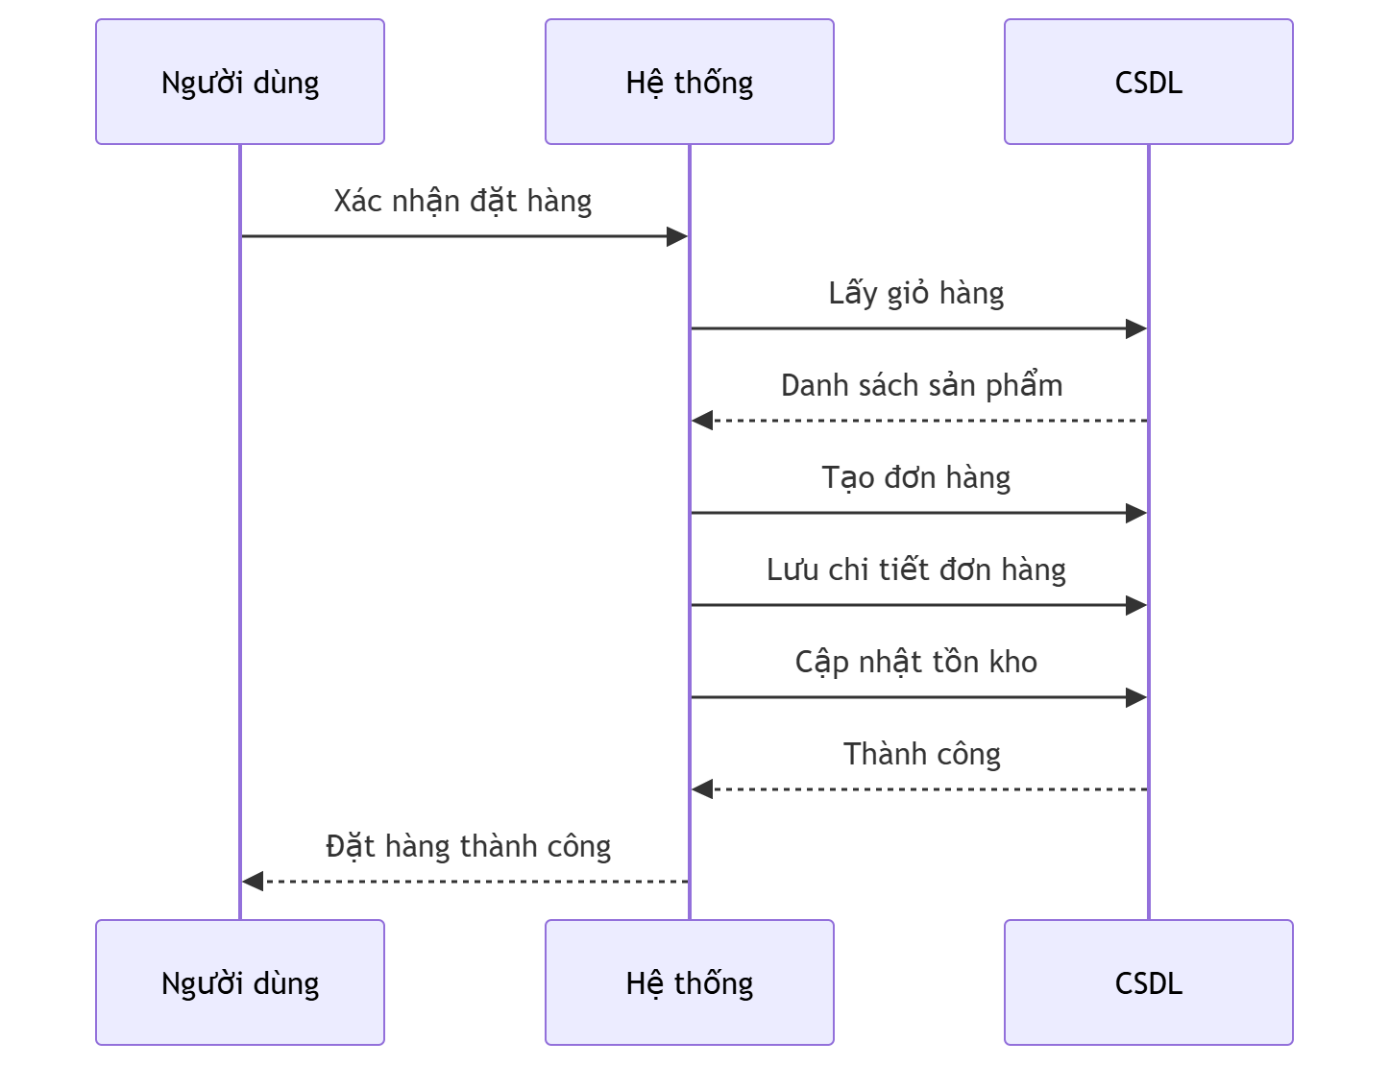 Người dùng
Hệ thống
CSDL
Xác nhận đặt hàng
Lấy giỏ hàng
Danh sách sản phẩm
Tạo đơn hàng
Lưu chi tiết đơn hàng
Cập nhật tồn kho
Thành công
Đặt hàng thành công
Người dùng
Hệ thống
CSDL